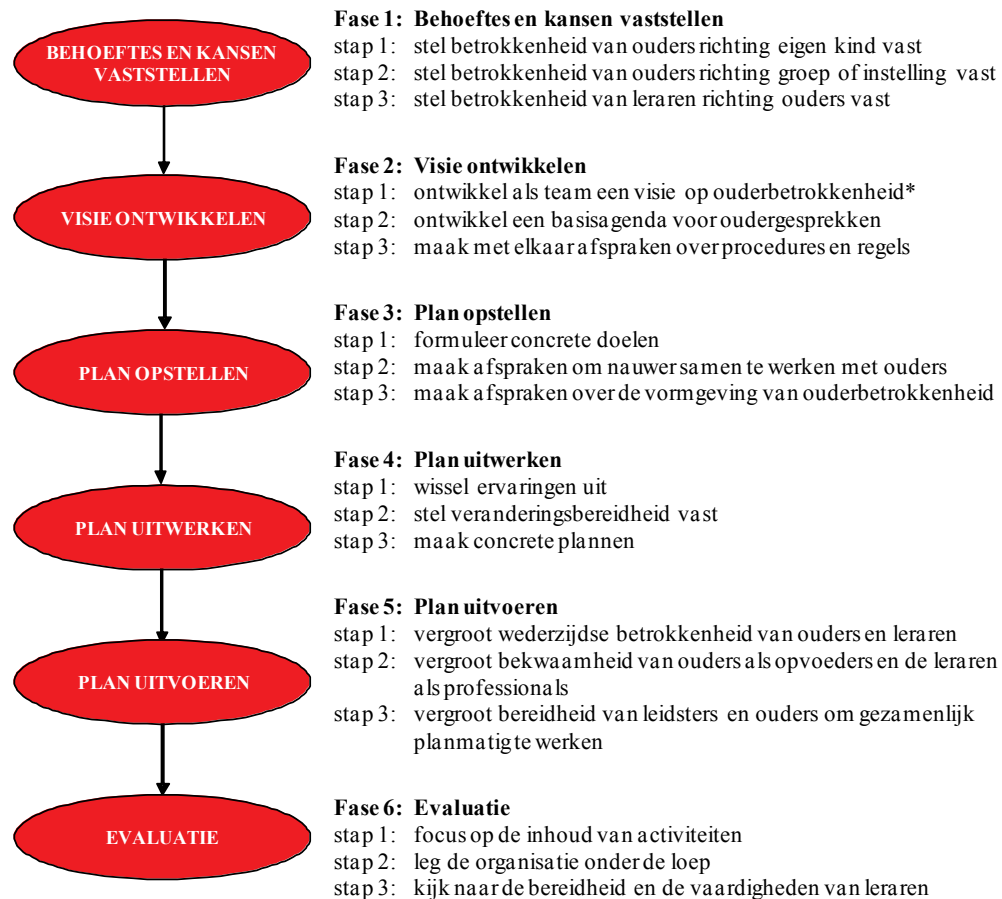 BEHOEFTES EN KANSEN
VASTSTELLEN
Fase 1: Behoeftes en kansen vaststellen
stap 1: stel betrokkenheid van ouders richting eigen kind vast
stap 2: stel betrokkenheid van ouders richting groep of instelling vast
stap 3: stel betrokkenheid van leraren richting ouders vast
VISIE ONTWIKKELEN
Fase 2: Visie ontwikkelen
stap 1: ontwikkel als team een visie op ouderbetrokkenheid*
stap 2: ontwikkel een basisagenda voor oudergesprekken
stap 3: maak met elkaar afspraken over procedures en regels
PLAN OPSTELLEN
Fase 3: Plan opstellen
stap 1: formuleer concrete doelen
stap 2: maak afspraken om nauwer samen te werken met ouders
stap 3: maak afspraken over de vormgeving van ouderbetrokkenheid
PLAN UITWERKEN
Fase 4: Plan uitwerken
stap 1: wissel ervaringen uit
stap 2: stel veranderingsbereidheid vast
stap 3: maak concrete plannen
PLAN UITVOEREN
Fase 5: Plan uitvoeren
stap 1: vergroot wederzijdse betrokkenheid van ouders en leraren
stap 2: vergroot bekwaamheid van ouders als opvoeders en de leraren
als professionals
stap 3: vergroot bereidheid van leidsters en ouders om gezamenlijk
planmatig te werken
EVALUATIE
Fase 6: Evaluatie
stap 1: focus op de inhoud van activiteiten
stap 2: leg de organisatie onder de loep
stap 3: kijk naar de bereidheid en de vaardigheden van leraren